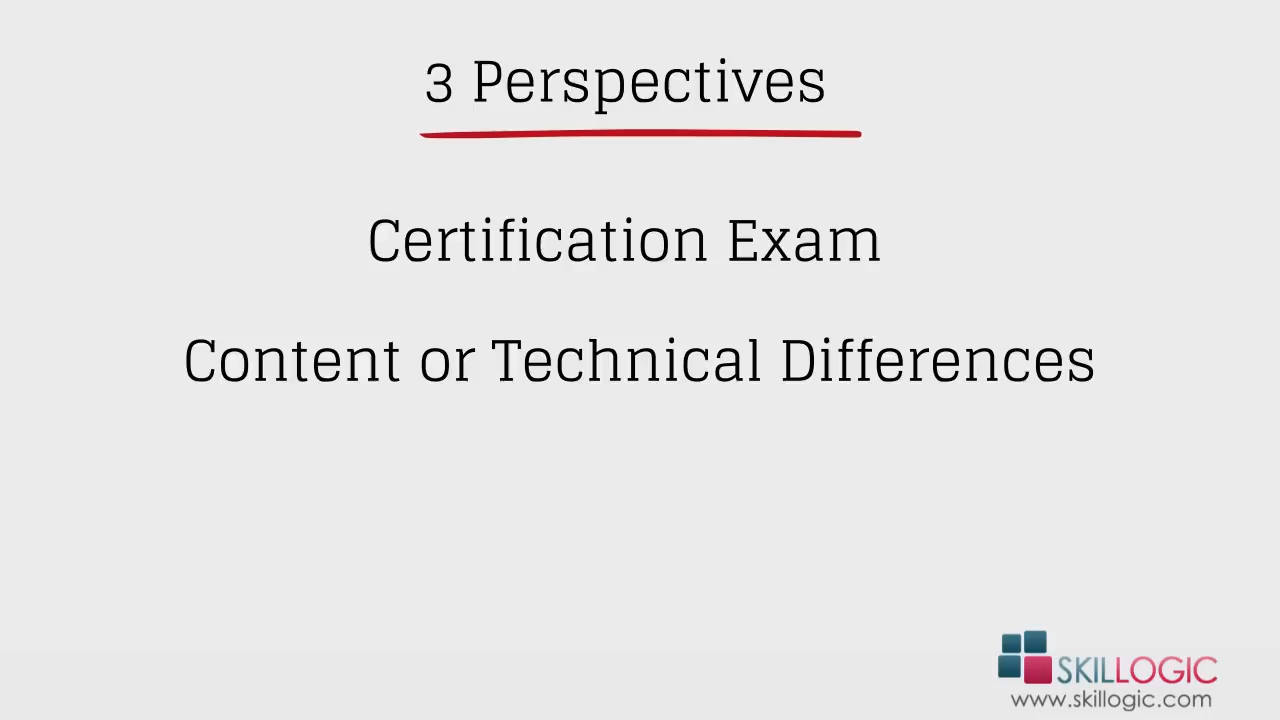 3 Perspectives
Certification Exam
Content or Technical Differences
SKILLOGIC
www.skillogic.com